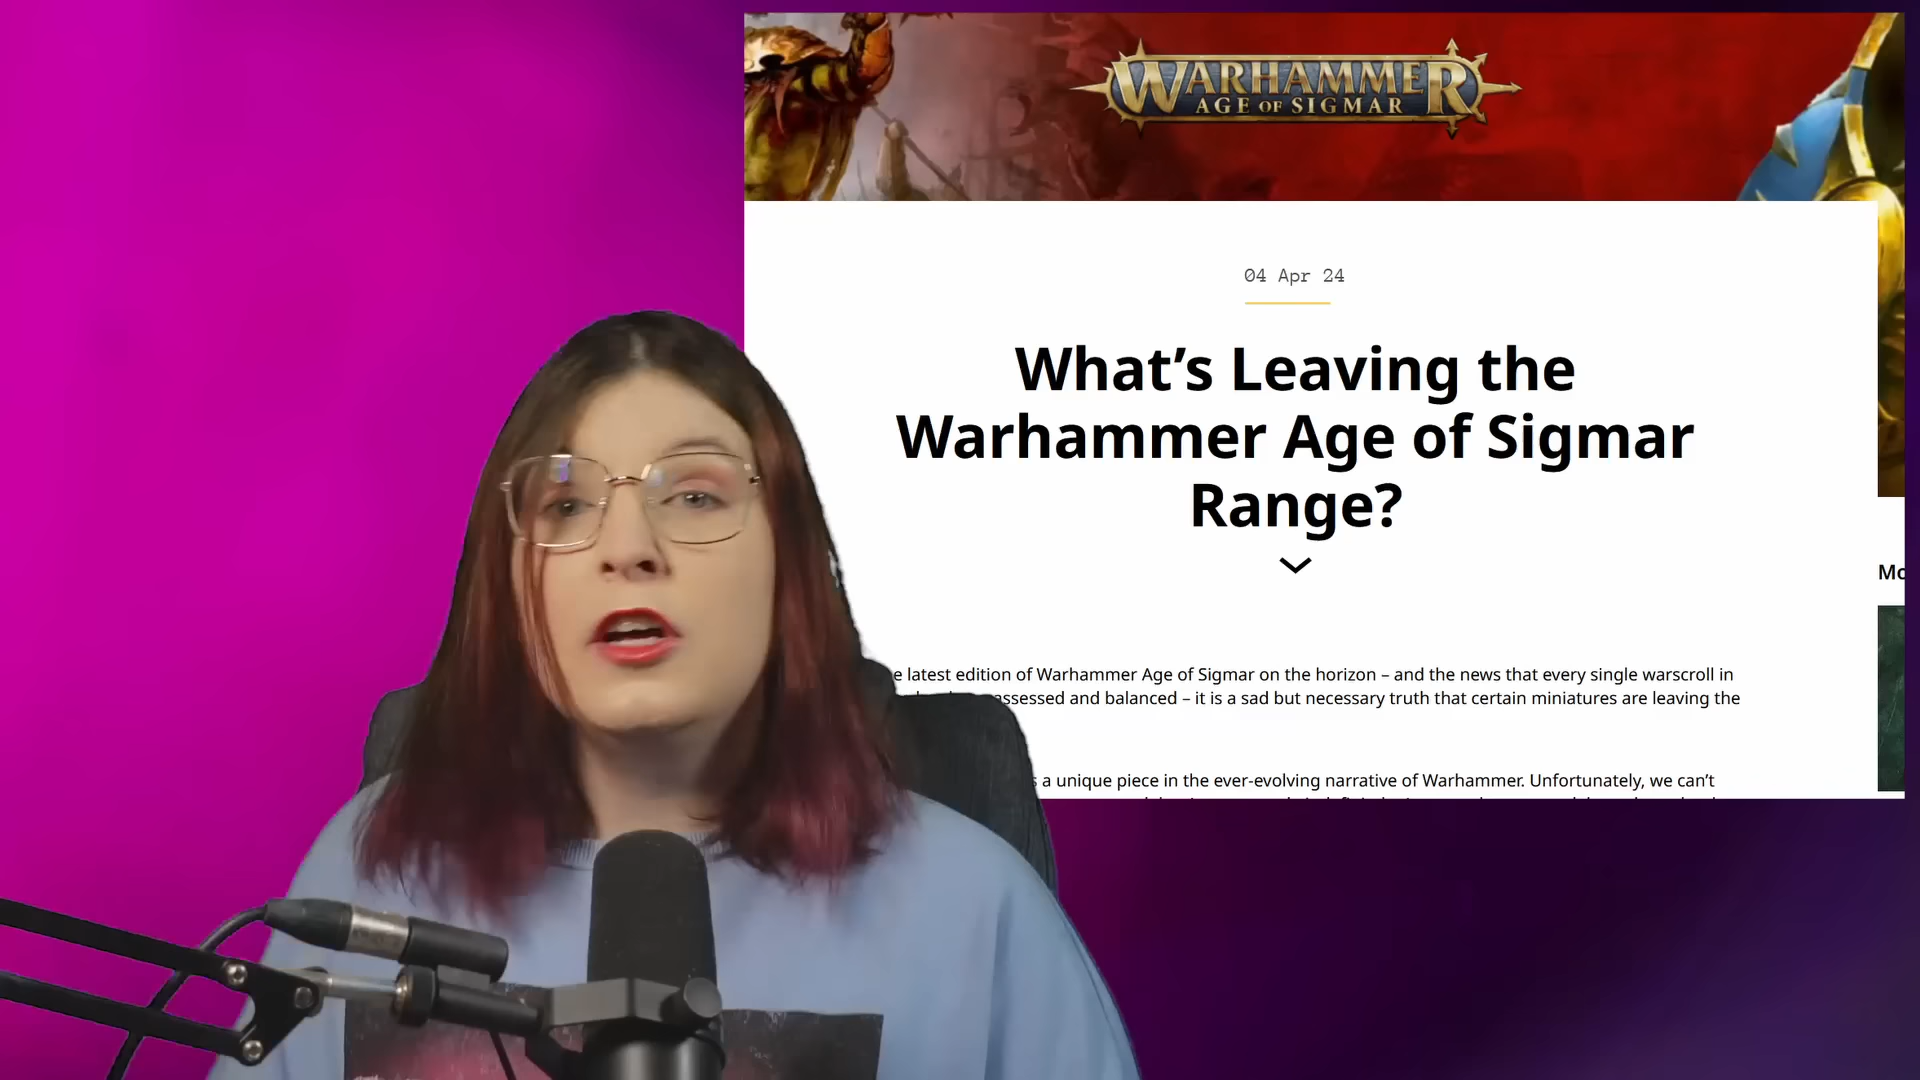 WARHAMMER
AGE OF SIGMAR
04 Apr 24
What’s Leaving the
Warhammer Age of Sigmar
Range?
latest edition of Warhammer Age of Sigmar on the horizon – and the news that every single warscroll in
assessed and balanced – it is a sad but necessary truth that certain miniatures are leaving the
a unique piece in the ever-evolving narrative of Warhammer. Unfortunately, we can’t